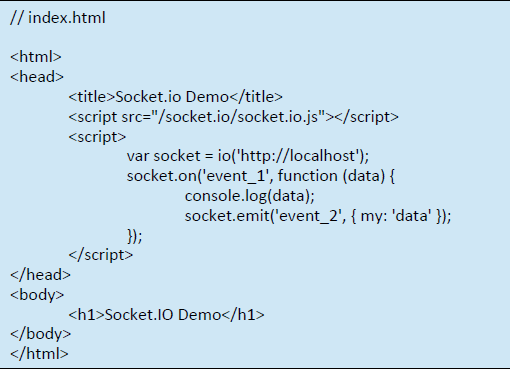 // index.html
<html>
<head>
<title>Socket.io Demo</title>
<script src="/socket.io/socket.io.js"></script>
<script>
var socket = io('http://localhost');
socket.on('event_1', function (data) {
console.log(data);
socket.emit('event_2', { my: 'data' });
});
</script>
</head>
<body>
<h1>Socket.IO Demo</h1>
</body>
</html>